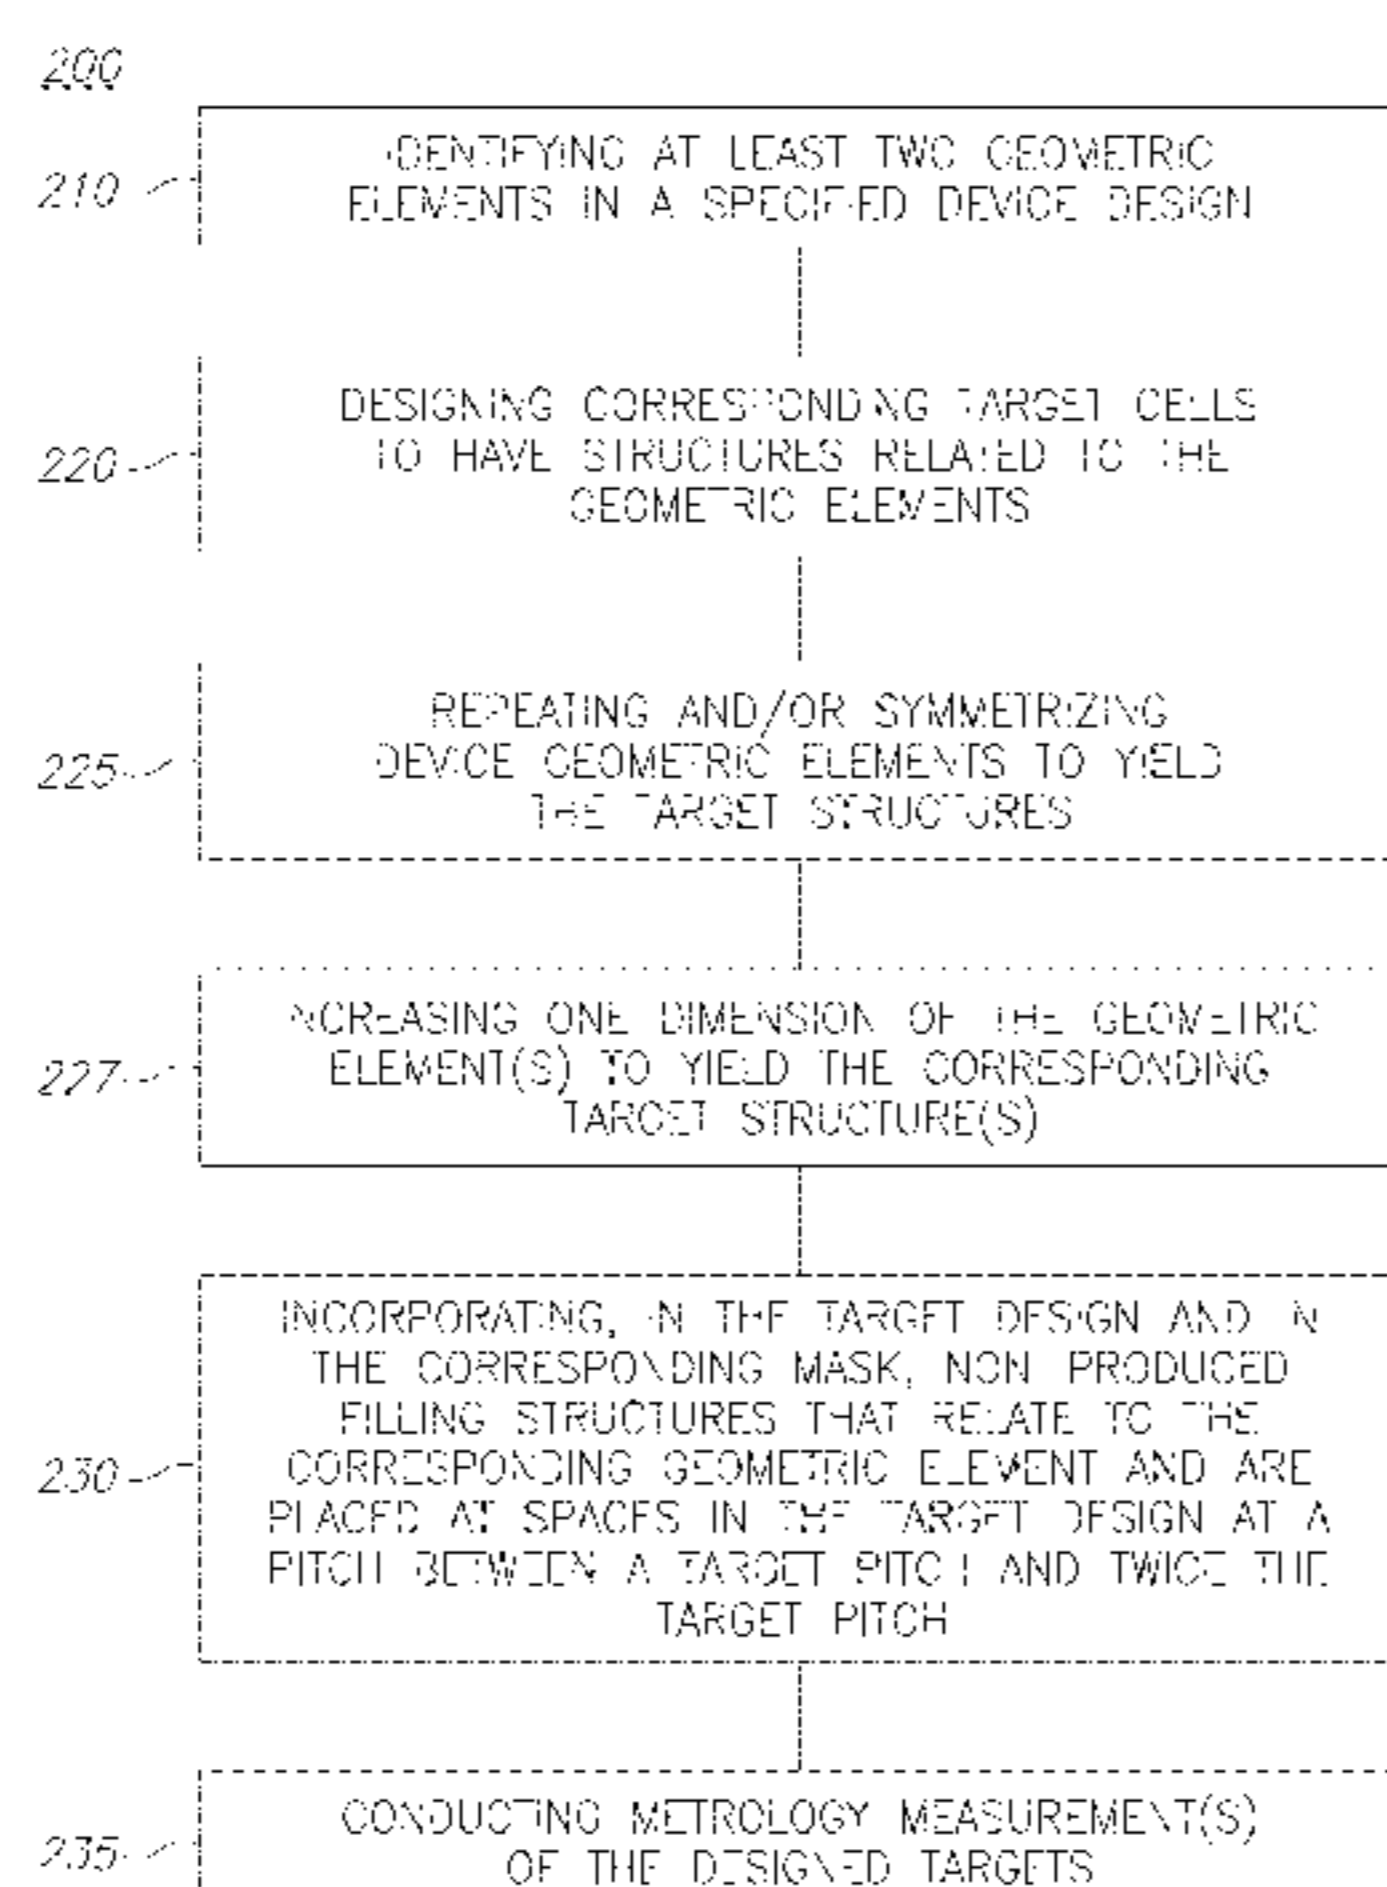 200
210
IDENTIFYING AT LEAST TWO GEOMETRIC
ELEMENTS IN A SPECIFIED DEVICE DESIGN
220
DESIGNING CORRESPONDING TARGET CELLS
TO HAVE STRUCTURES RELATED TO THE
GEOMETRIC ELEMENTS
225
REPEATING AND/OR SYMMETRIZING
DEVICE GEOMETRIC ELEMENTS TO YIELD
THE TARGET STRUCTURES
227
INCREASING ONE DIMENSION OF THE GEOMETRIC
ELEMENT(S) TO YIELD THE CORRESPONDING
TARGET STRUCTURE(S)
230
INCORPORATING, IN THE TARGET DESIGN AND IN
THE CORRESPONDING MASK, NON PRODUCED
FILLING STRUCTURES THAT RELATE TO THE
CORRESPONDING GEOMETRIC ELEMENT AND ARE
PLACED AT SPACES IN THE TARGET DESIGN AT A
PITCH BETWEEN A TARGET PITCH AND TWICE THE
TARGET PITCH
235
CONDUCTING METROLOGY MEASUREMENT(S)
OF THE DESIGNED TARGETS